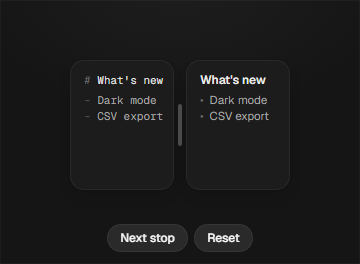 # What's new
- Dark mode
- CSV export
What's new
• Dark mode
• CSV export
Next stop
Reset